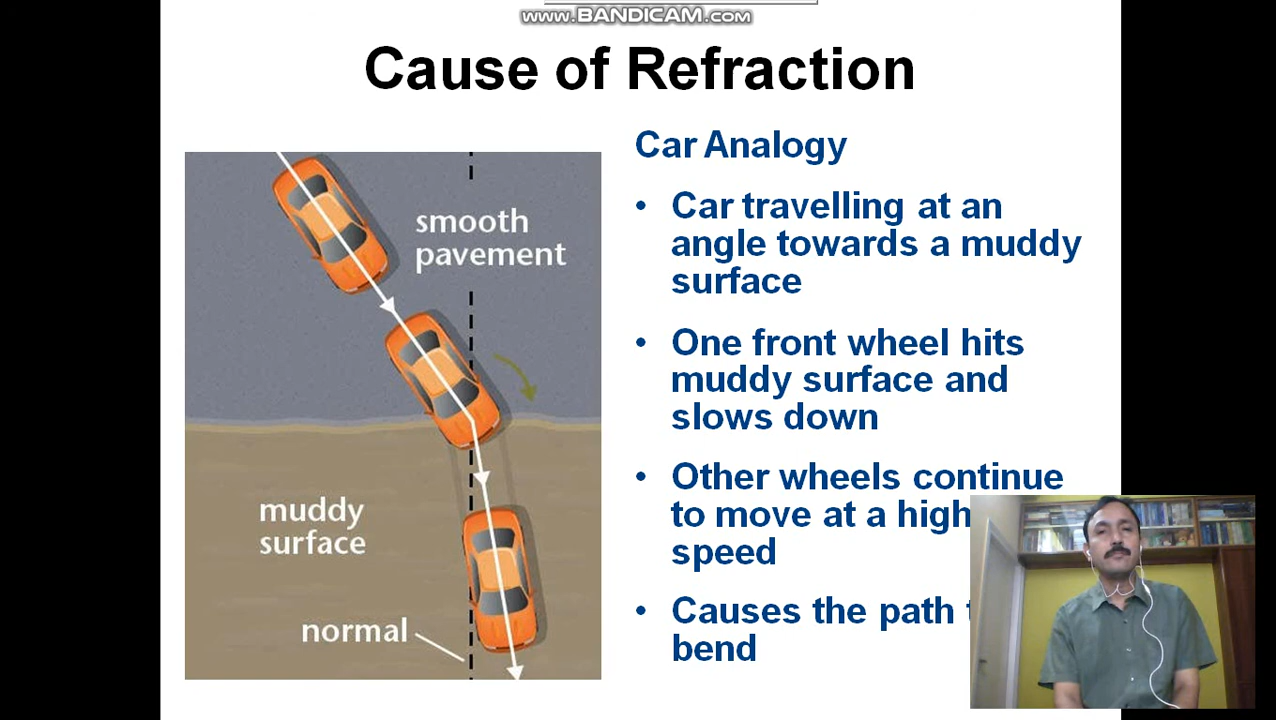 www.BANDICAM.com
Cause of Refraction
Car Analogy
• Car travelling at an
angle towards a muddy
surface
• One front wheel hits
muddy surface and
slows down
• Other wheels continue
to move at a high
speed
• Causes the path
bend
smooth
pavement
muddy
surface
normal